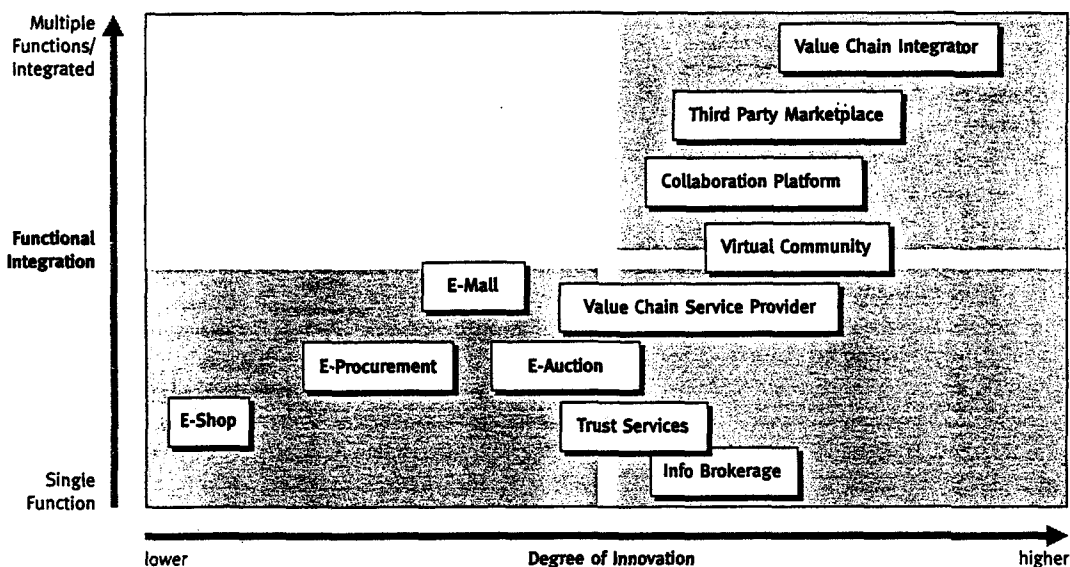 Multiple
Functions/
Integrated
Value Chain Integrator
Third Party Marketplace
Collaboration Platform
Functional
Integration
Virtual Community
E-Mall
Value Chain Service Provider
E-Procurement
E-Auction
E-Shop
Trust Services
Info Brokerage
Single
Function
lower
Degree of Innovation
higher